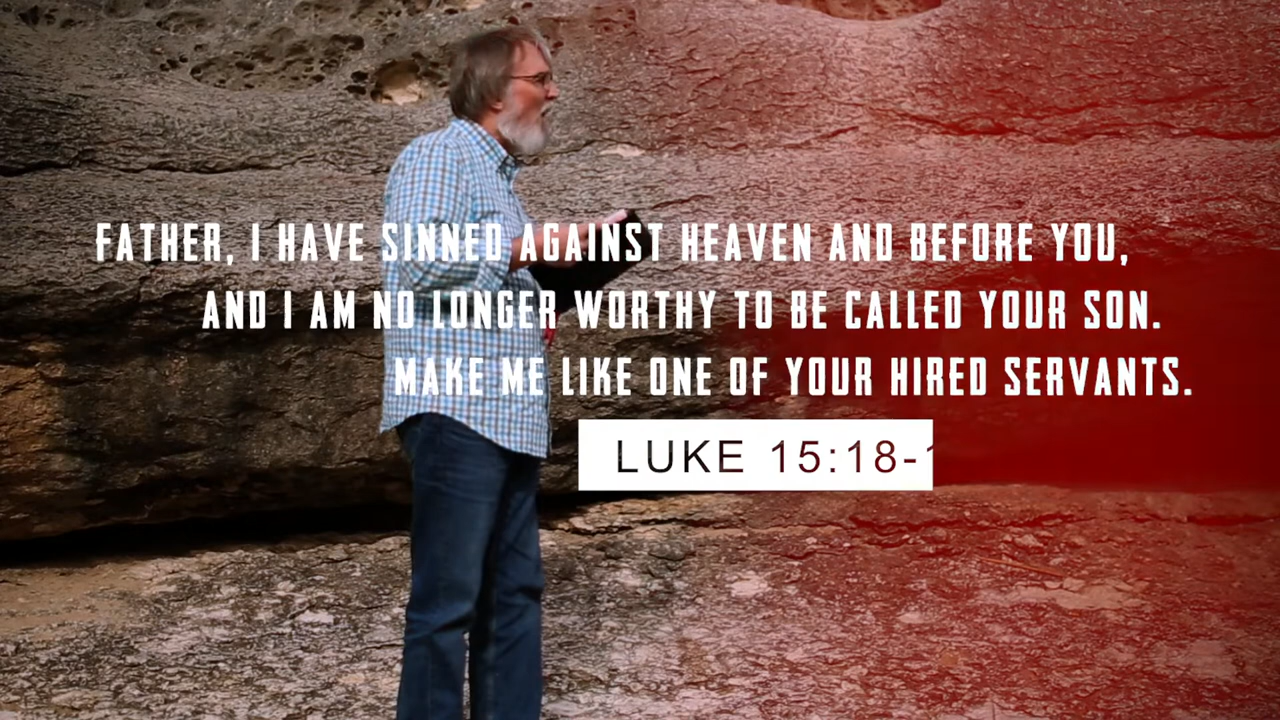 FATHER, I HAVE SINNED AGAINST HEAVEN AND BEFORE YOU,
AND I AM NO LONGER WORTHY TO BE CALLED YOUR SON.
MAKE ME LIKE ONE OF YOUR HIRED SERVANTS.
LUKE 15:18-